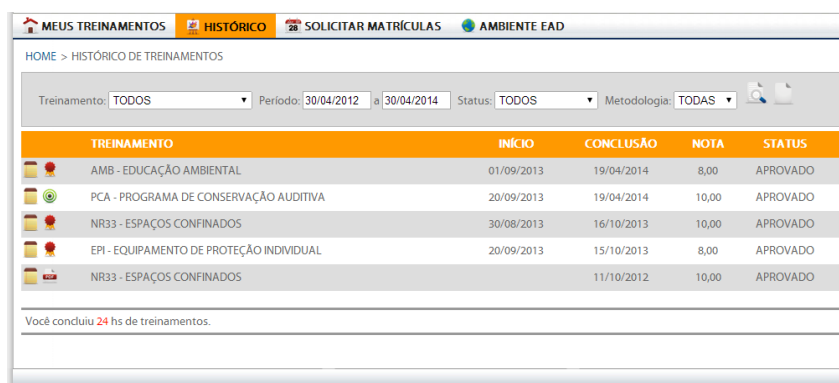 MEUS TREINAMENTOS HISTÓRICO 28 SOLICITAR MATRÍCULAS AMBIENTE EAD
HOME > HISTÓRICO DE TREINAMENTOS
Treinamento: TODOS Período: 30/04/2012 a 30/04/2014 Status: TODOS Metodologia: TODAS
TREINAMENTO INÍCIO CONCLUSÃO NOTA STATUS
AMB - EDUCAÇÃO AMBIENTAL 01/09/2013 19/04/2014 8,00 APROVADO
PCA - PROGRAMA DE CONSERVAÇÃO AUDITIVA 20/09/2013 19/04/2014 10,00 APROVADO
NR33 - ESPAÇOS CONFINADOS 30/08/2013 16/10/2013 10,00 APROVADO
EPI - EQUIPAMENTO DE PROTEÇÃO INDIVIDUAL 20/09/2013 15/10/2013 8,00 APROVADO
PDF NR33 - ESPAÇOS CONFINADOS 11/10/2012 10,00 APROVADO
Você concluiu 24 hs de treinamentos.